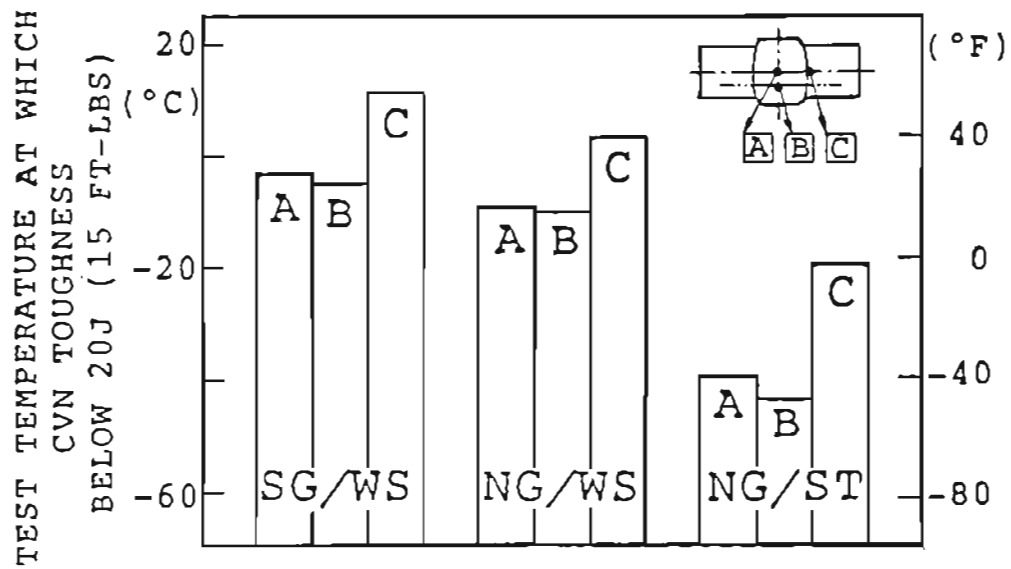 TEST TEMPERATURE AT WHICH
CVN TOUGHNESS
BELOW 20J (15 FT-LBS)
(°C)
20
-20
-60
A
B
C
SG/WS
A
B
C
NG/WS
A
B
C
NG/ST
A B C
(°F)
40
0
-40
-80